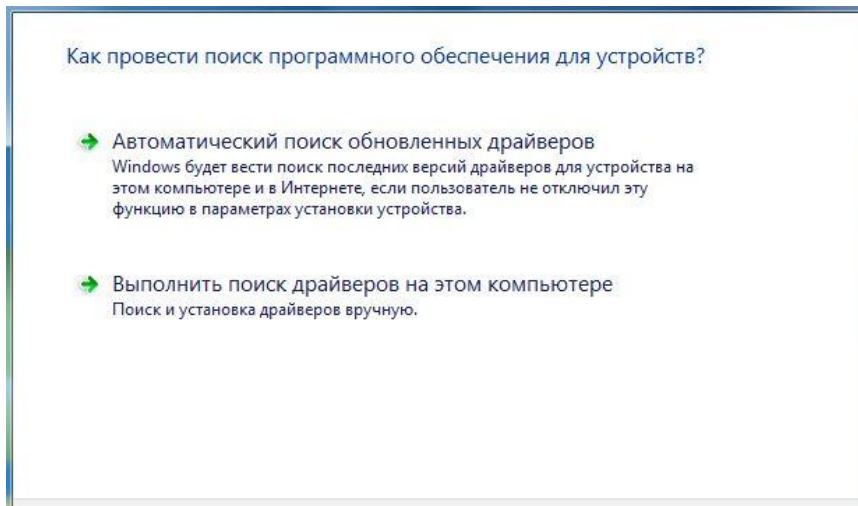 Как провести поиск программного обеспечения для устройств?
Автоматический поиск обновленных драйверов
Windows будет вести поиск последних версий драйверов для устройства на
этом компьютере и в Интернете, если пользователь не отключил эту
функцию в параметрах установки устройства.
Выполнить поиск драйверов на этом компьютере
Поиск и установка драйверов вручную.